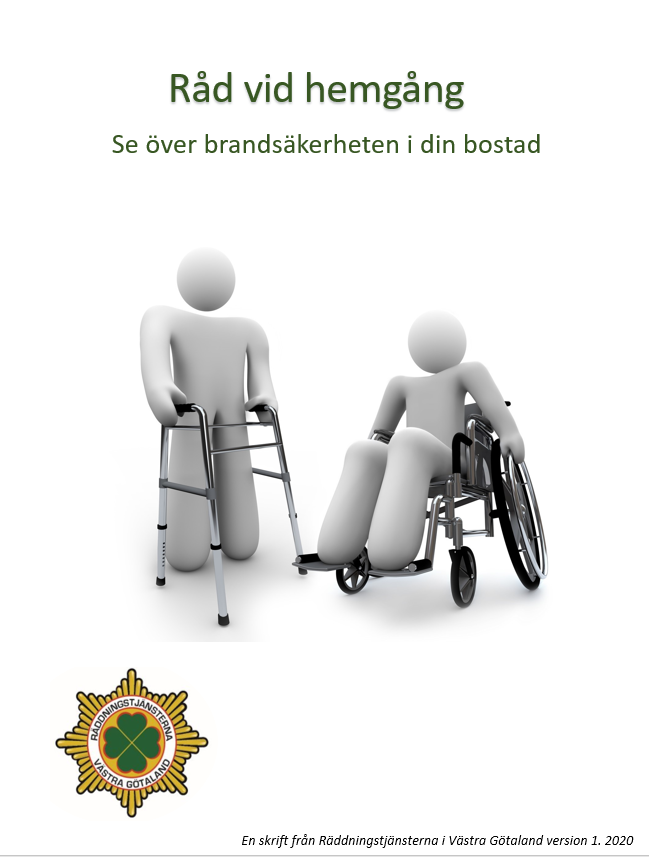 Råd vid hemgång
Se över brandsäkerheten i din bostad
RÄDDNINGSTJÄNSTERNA
VÄSTRA GÖTALAND
En skrift från Räddningstjänsterna i Västra Götaland version 1. 2020